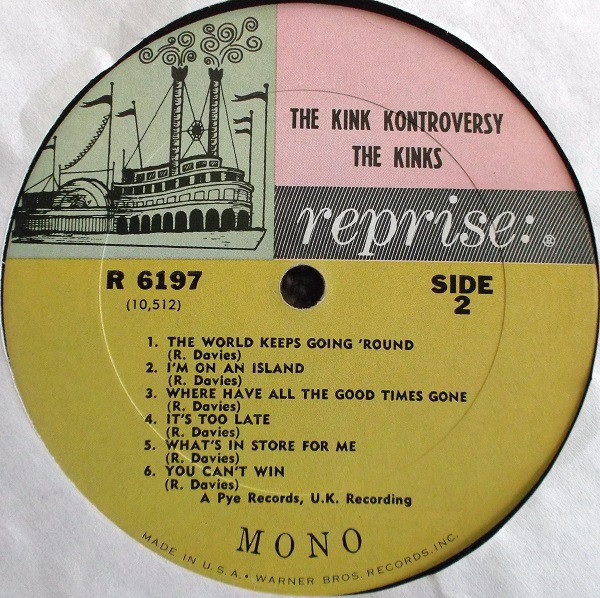 THE KINK KONTROVERSY
THE KINKS
reprise:®
R 6197
(10,512)
SIDE
2
1. THE WORLD KEEPS GOING 'ROUND
(R. Davies)
2. I'M ON AN ISLAND
(R. Davies)
3. WHERE HAVE ALL THE GOOD TIMES GONE
(R. Davies)
4. IT'S TOO LATE
(R. Davies)
5. WHAT'S IN STORE FOR ME
(R. Davies)
6. YOU CAN'T WIN
(R. Davies)
A Pye Records, U.K. Recording
MONO
MADE IN U.S.A. • WARNER BROS. RECORDS, INC.